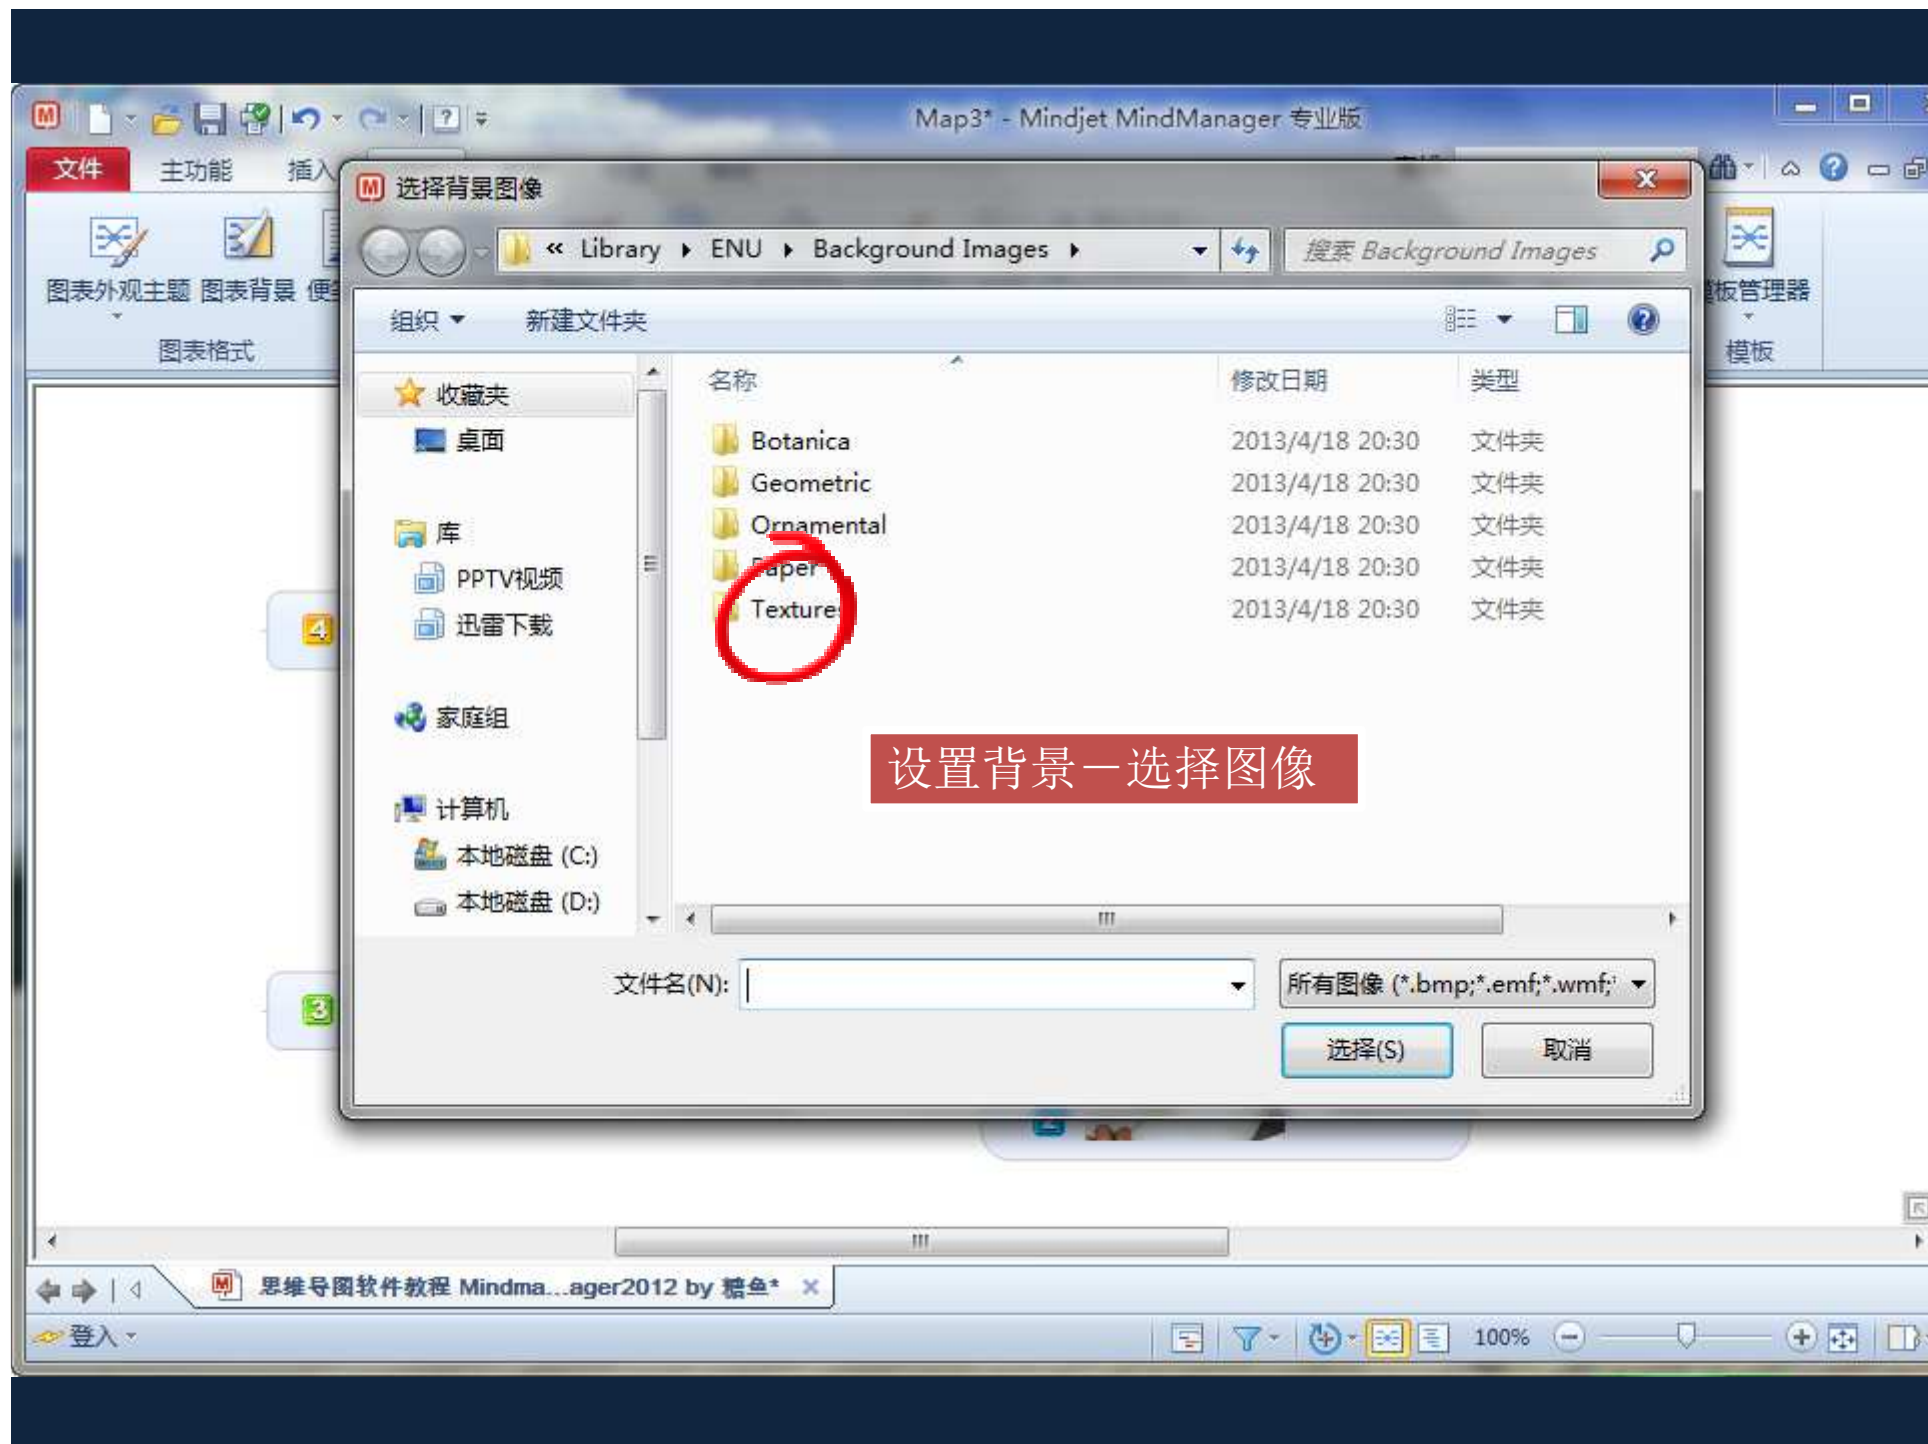 Map3* - Mindjet MindManager 专业版
文件 主功能 插入
图表外观主题 图表背景
图表格式
板管理器
模板
选择背景图像
« Library ▸ ENU ▸ Background Images ▸
搜索 Background Images
组织 新建文件夹
收藏夹
桌面
库
PPTV视频
迅雷下载
家庭组
计算机
本地磁盘 (C:)
本地磁盘 (D:)
名称 修改日期 类型
Botanica 2013/4/18 20:30 文件夹
Geometric 2013/4/18 20:30 文件夹
Ornamental 2013/4/18 20:30 文件夹
Paper 2013/4/18 20:30 文件夹
Textures 2013/4/18 20:30 文件夹
4
设置背景－选择图像
3
文件名(N):
所有图像 (*.bmp;*.emf;*.wmf;
选择(S) 取消
思维导图软件教程 Mindma...ager2012 by 糖鱼*
登入
100%